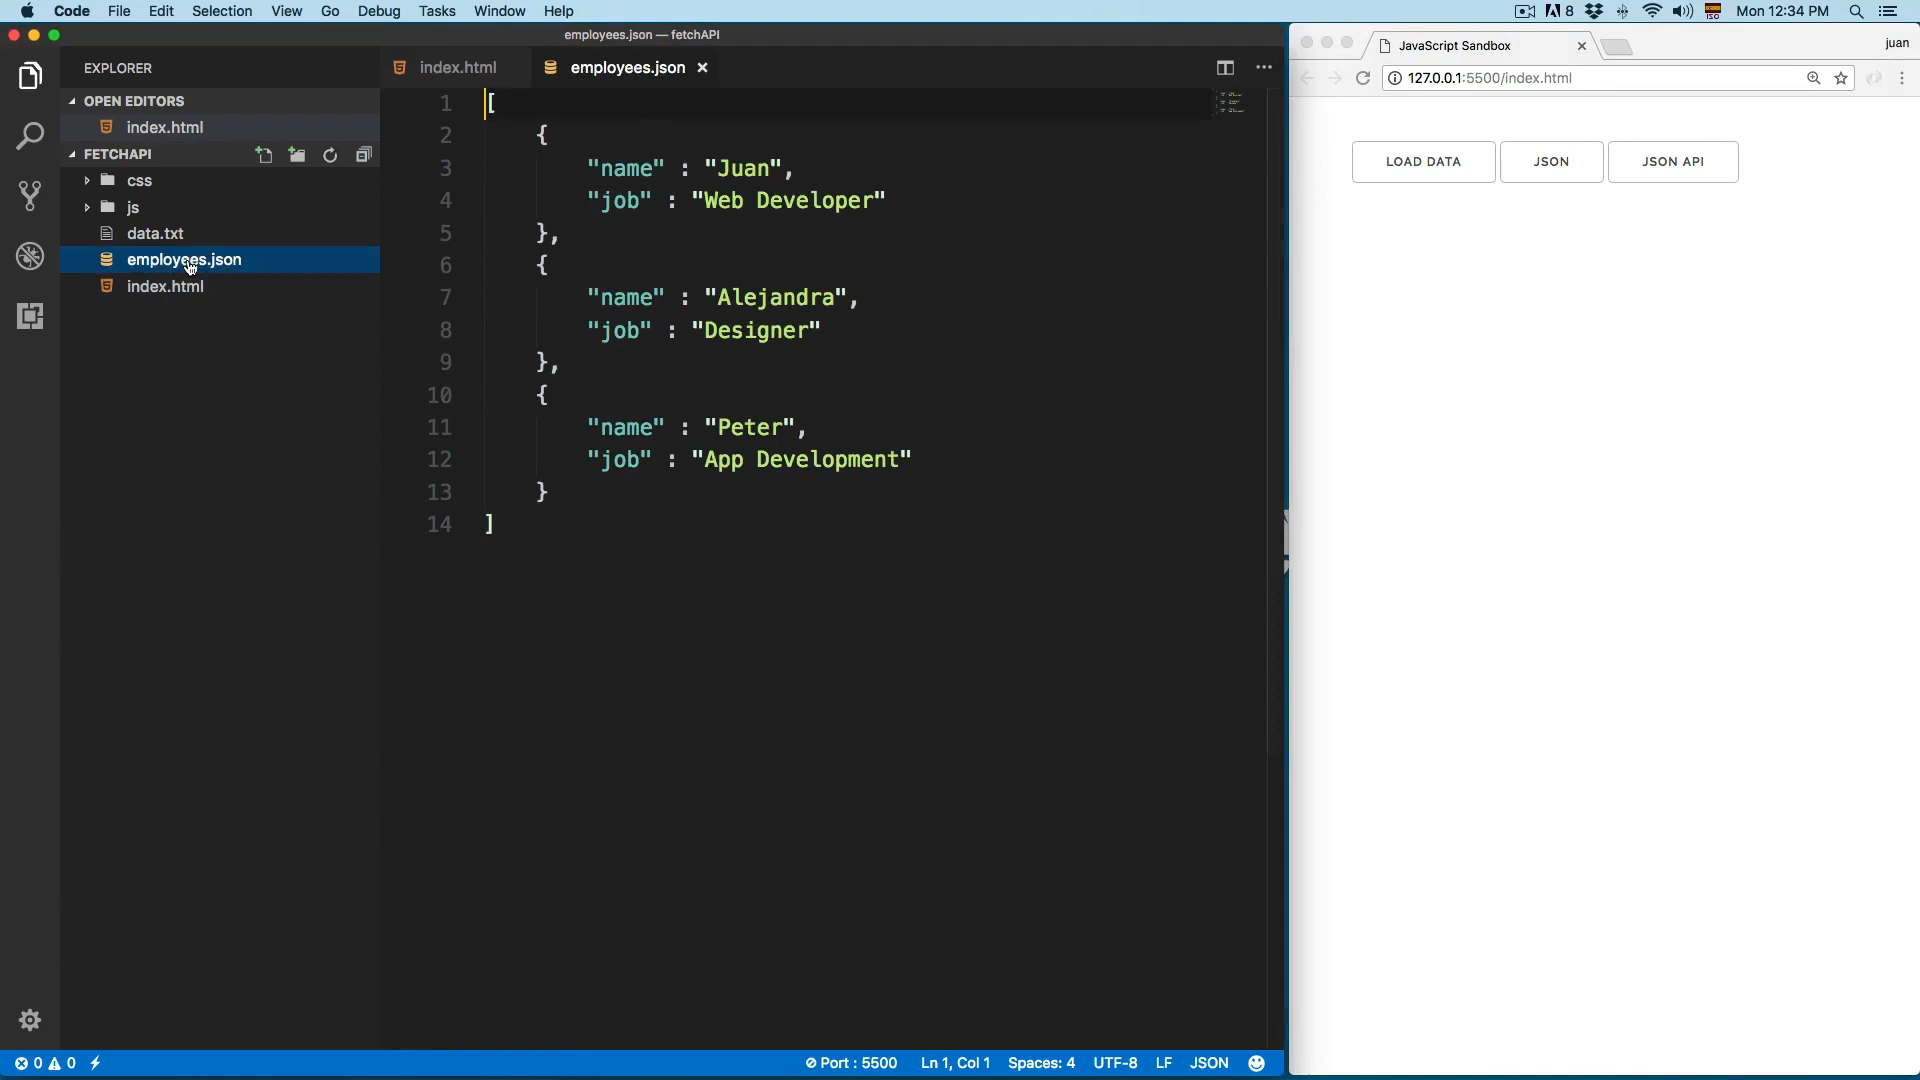 Code File Edit Selection View Go Debug Tasks Window Help
8 ISO Mon 12:34 PM
employees.json — fetchAPI
EXPLORER
OPEN EDITORS
index.html
FETCHAPI
css
js
data.txt
employees.json
index.html
index.html employees.json
1 [
2 {
3 "name" : "Juan",
4 "job" : "Web Developer"
5 },
6 {
7 "name" : "Alejandra",
8 "job" : "Designer"
9 },
10 {
11 "name" : "Peter",
12 "job" : "App Development"
13 }
14 ]
0 0 Port : 5500 Ln 1, Col 1 Spaces: 4 UTF-8 LF JSON
JavaScript Sandbox juan
127.0.0.1:5500/index.html
LOAD DATA JSON JSON API